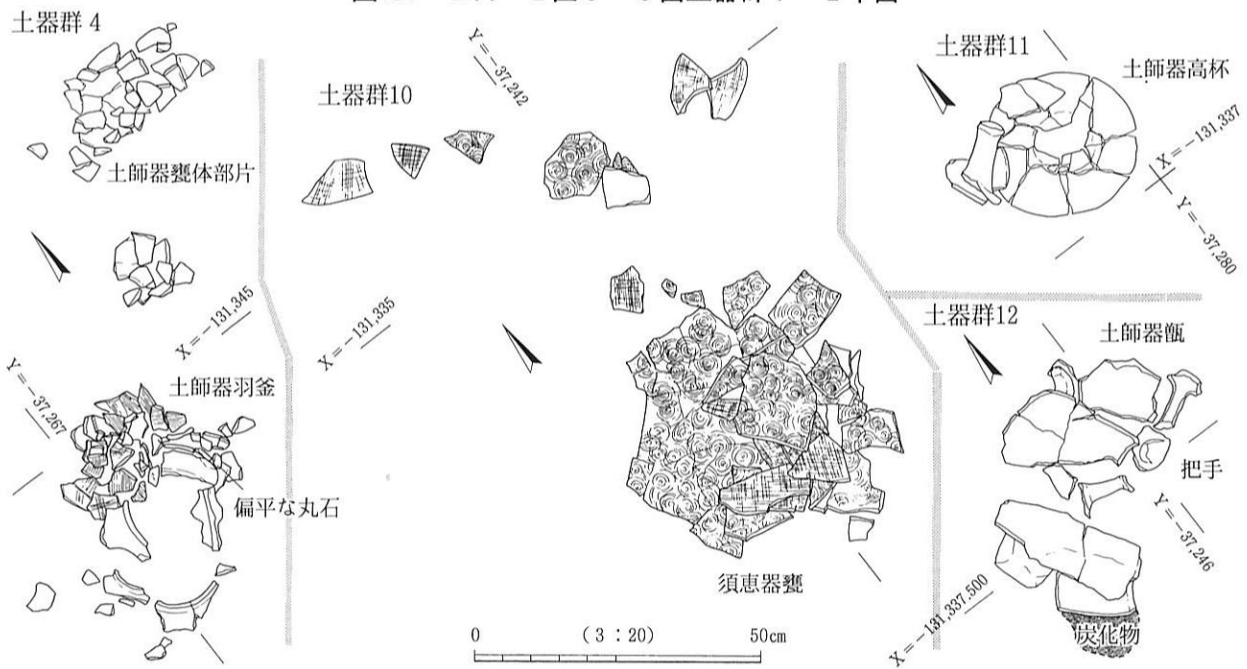 土器群4
土師器甕体部片
X=-131,345
Y=-37,267
土師器羽釜
偏平な丸石
土器群10
Y=-37,242
X=-131,335
須恵器甕
0 (3:20) 50cm
土器群11
土師器高杯
X=-131,337
Y=-37,280
土器群12
土師器甑
把手
Y=-37,246
X=-131,337.500
炭化物